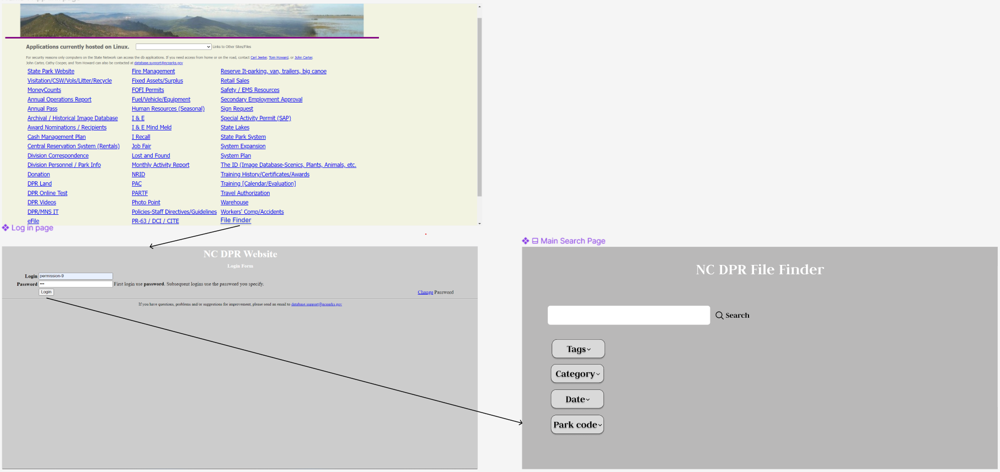 Applications currently hosted on Linux. Links to Other Sites/Files
For security reasons only computers on the State Network can access the db applications. If you need access from home or on the road, contact Carl Jeeter, Tom Howard, or John Carter.
John Carter, Cathy Cooper, and Tom Howard can also be contacted at database.support@ncparks.gov
State Park Website Fire Management Reserve It-parking, van, trailers, big canoe
Visitation/CSW/Vols/Litter/Recycle Fixed Assets/Surplus Retail Sales
MoneyCounts FOFI Permits Safety / EMS Resources
Annual Operations Report Fuel/Vehicle/Equipment Secondary Employment Approval
Annual Pass Human Resources (Seasonal) Sign Request
Archival / Historical Image Database I & E Special Activity Permit (SAP)
Award Nominations / Recipients I & E Mind Meld State Lakes
Cash Management Plan I Recall State Park System
Central Reservation System (Rentals) Job Fair System Expansion
Division Correspondence Lost and Found System Plan
Division Personnel / Park Info Monthly Activity Report The ID (Image Database-Scenics, Plants, Animals, etc.
Donation NRID Training History/Certificates/Awards
DPR Land PAC Training [Calendar/Evaluation]
DPR Online Test PARTF Travel Authorization
DPR Videos Photo Point Warehouse
DPR/MNS IT Policies-Staff Directives/Guidelines Workers' Comp/Accidents
eFile PR-63 / DCI / CITE File Finder
Log in page
NC DPR Website
Login Form
Login permission-9
Password ••• First login use password. Subsequent logins use the password you specify.
Login Change Password
If you have questions, problems and/or suggestions for improvement, please send an email to database.support@ncparks.gov
Main Search Page
NC DPR File Finder
Search
Tags
Category
Date
Park code